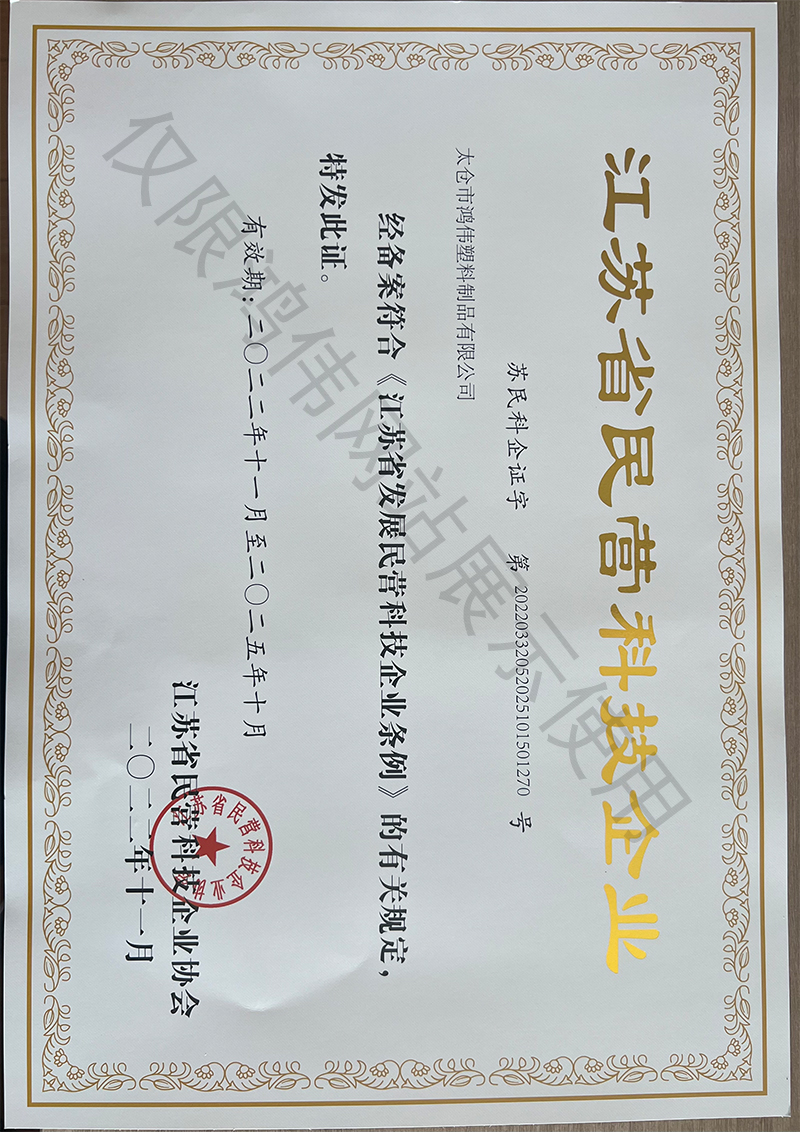 江苏省民营科技企业
苏民科企证字 第 20220332052025101501270 号
太仓市鸿伟塑料制品有限公司
经备案符合《江苏省发展民营科技企业条例》的有关规定，
特发此证。
有效期：二〇二二年十一月至二〇二五年十月
江苏省民营科技企业协会
二〇二二年十一月
仅限鸿伟网站展示使用